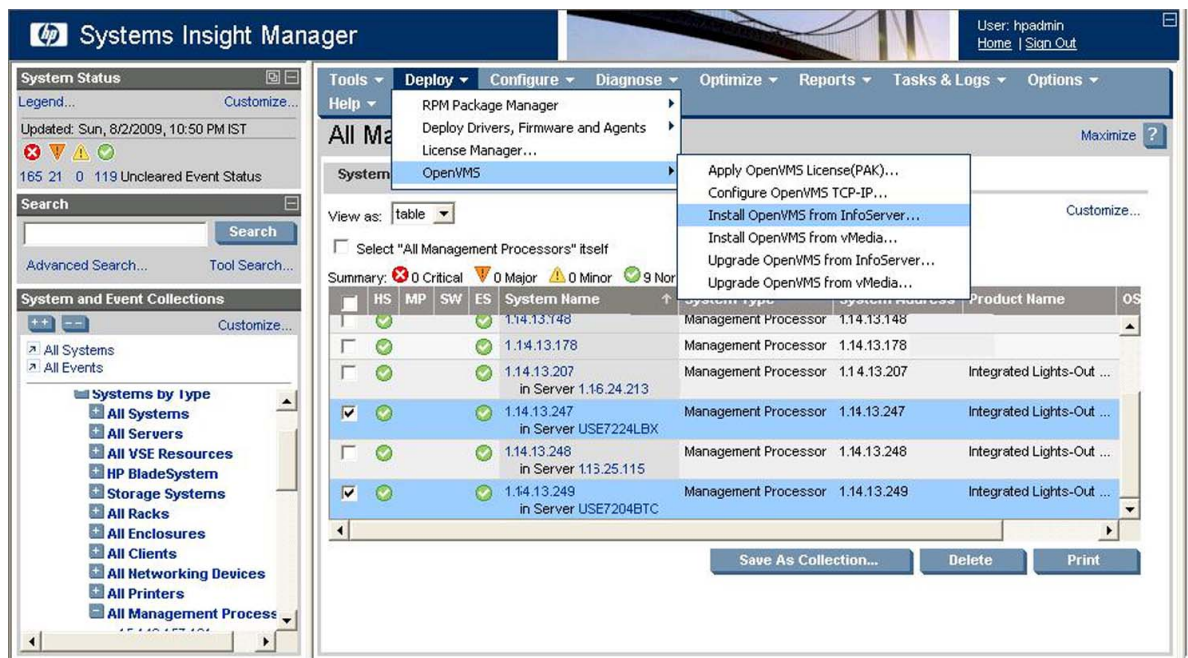 hp Systems Insight Manager
User: hpadmin
Home | Sign Out
System Status
Legend... Customize...
Updated: Sun, 8/2/2009, 10:50 PM IST
165 21 0 119 Uncleared Event Status
Search
Search
Advanced Search... Tool Search...
System and Event Collections
++ -- Customize...
All Systems
All Events
Systems by Type
All Systems
All Servers
All VSE Resources
HP BladeSystem
Storage Systems
All Racks
All Enclosures
All Clients
All Networking Devices
All Printers
All Management Process
Tools Deploy Configure Diagnose Optimize Reports Tasks & Logs Options
Help
RPM Package Manager
Deploy Drivers, Firmware and Agents
License Manager...
OpenVMS
Apply OpenVMS License(PAK)...
Configure OpenVMS TCP-IP...
Install OpenVMS from InfoServer...
Install OpenVMS from vMedia...
Upgrade OpenVMS from InfoServer...
Upgrade OpenVMS from vMedia...
All Ma
Maximize ?
System
View as: table
Customize...
Select "All Management Processors" itself
Summary: 0 Critical 0 Major 0 Minor 9 Nor
HS MP SW ES System Name System Type System Address Product Name OS
1.14.13.148 Management Processor 1.14.13.148
1.14.13.178 Management Processor 1.14.13.178
1.14.13.207 Management Processor 1.14.13.207 Integrated Lights-Out ...
in Server 1.16.24.213
1.14.13.247 Management Processor 1.14.13.247 Integrated Lights-Out ...
in Server USE7224LBX
1.14.13.248 Management Processor 1.14.13.248 Integrated Lights-Out ...
in Server 1.16.25.115
1.14.13.249 Management Processor 1.14.13.249 Integrated Lights-Out ...
in Server USE7204BTC
Save As Collection... Delete Print